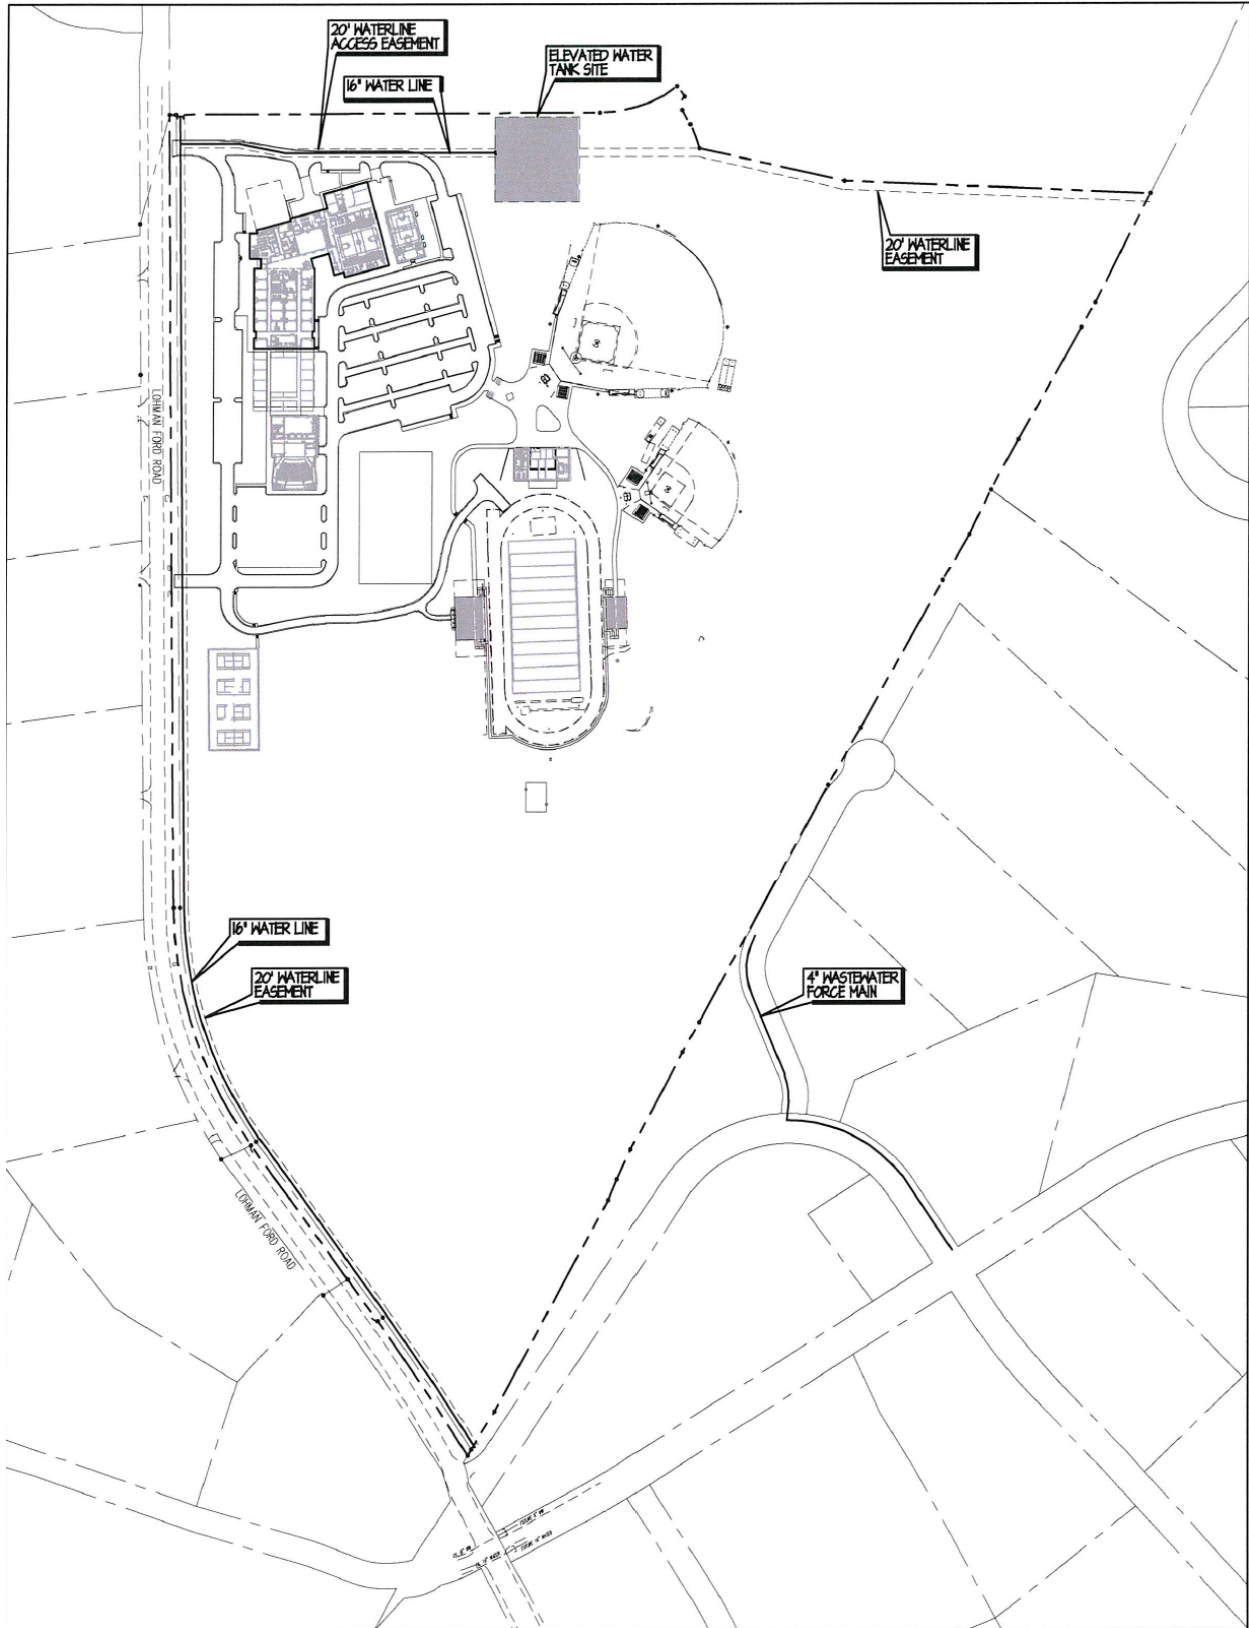 20' WATERLINE
ACCESS EASEMENT
16" WATER LINE
ELEVATED WATER
TANK SITE
20' WATERLINE
EASEMENT
LOHMAN FORD ROAD
16" WATER LINE
20' WATERLINE
EASEMENT
4" WASTEWATER
FORCE MAIN
LOHMAN FORD ROAD